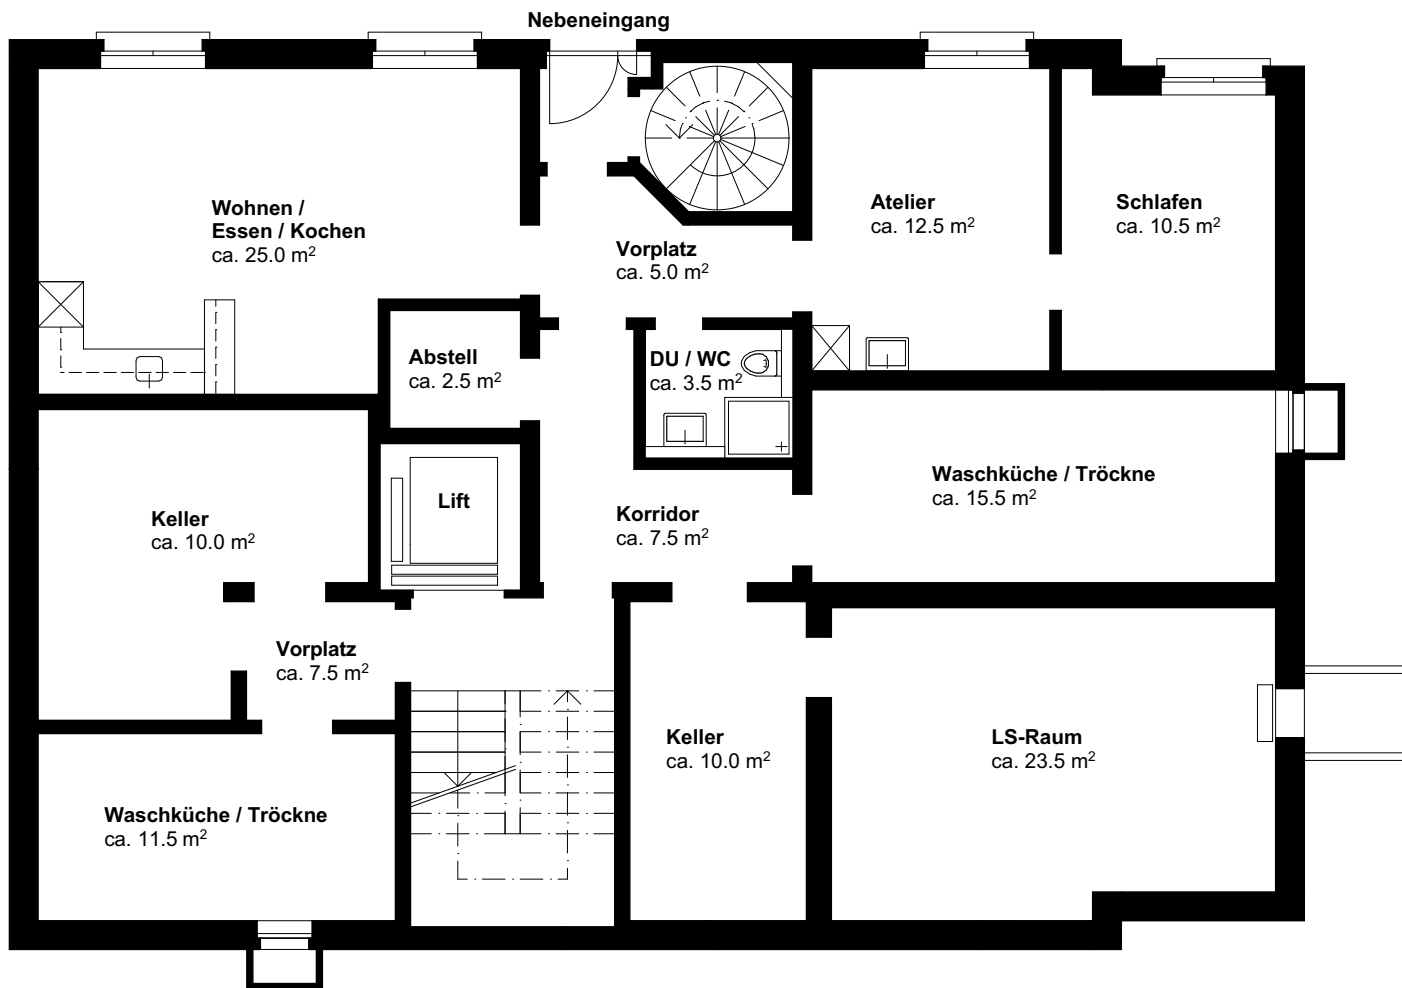 Nebeneingang
Wohnen /
Essen / Kochen
ca. 25.0 m²
Vorplatz
ca. 5.0 m²
Atelier
ca. 12.5 m²
Schlafen
ca. 10.5 m²
Abstell
ca. 2.5 m²
DU / WC
ca. 3.5 m²
Keller
ca. 10.0 m²
Lift
Korridor
ca. 7.5 m²
Waschküche / Tröckne
ca. 15.5 m²
Vorplatz
ca. 7.5 m²
Keller
ca. 10.0 m²
LS-Raum
ca. 23.5 m²
Waschküche / Tröckne
ca. 11.5 m²